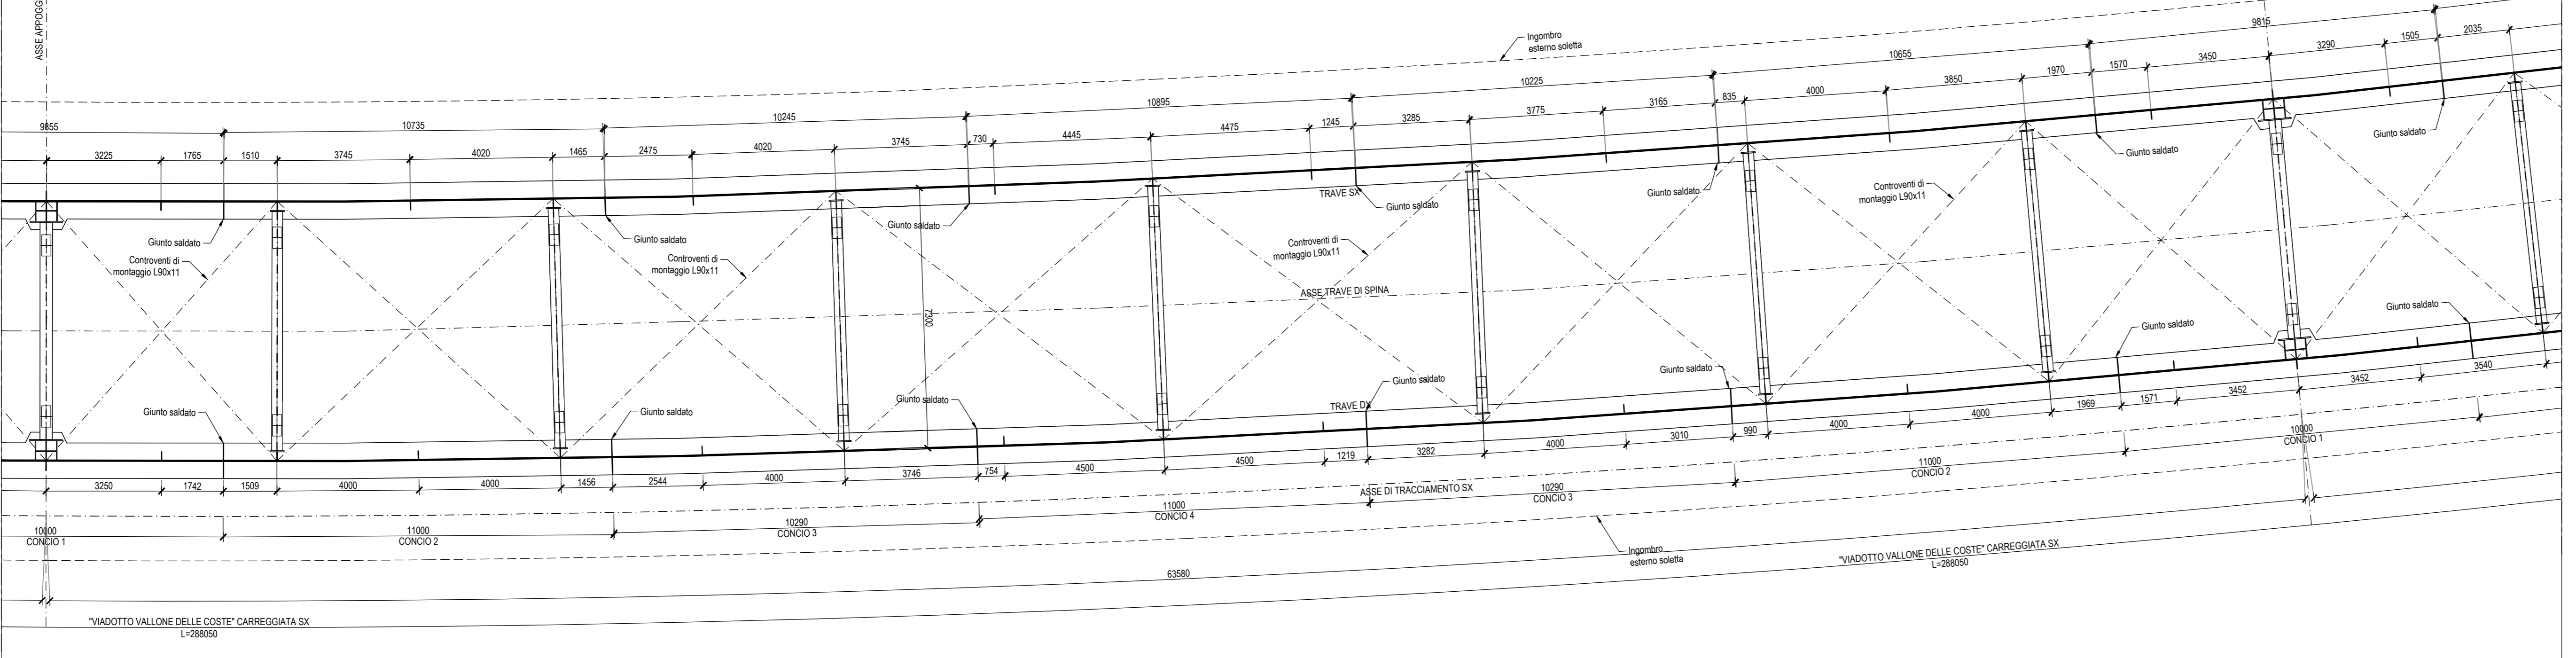 ASSE APPOGG
Ingombro
esterno soletta
9815
2035
1505
3290
3450
1570
1970
10655
3850
4000
835
10225
3165
3775
3285
1245
10895
4475
4445
730
10245
3745
4020
2475
10735
1465
4020
3745
1510
9855
1765
3225
Giunto saldato
Giunto saldato
Giunto saldato
Giunto saldato
Giunto saldato
Giunto saldato
Giunto saldato
TRAVE SX
Controventi di
montaggio L90x11
Controventi di
montaggio L90x11
Controventi di
montaggio L90x11
Controventi di
montaggio L90x11
ASSE TRAVE DI SPINA
7300
Giunto saldato
Giunto saldato
Giunto saldato
Giunto saldato
Giunto saldato
Giunto saldato
Giunto saldato
TRAVE DX
3250
1742
1509
4000
4000
1456
2544
4000
3746
754
4500
4500
1219
3282
4000
3010
990
4000
4000
1969
1571
3452
3452
3540
ASSE DI TRACCIAMENTO SX
10000
CONCIO 1
11000
CONCIO 2
10290
CONCIO 3
11000
CONCIO 4
10290
CONCIO 3
11000
CONCIO 2
10000
CONCIO 1
Ingombro
esterno soletta
63580
"VIADOTTO VALLONE DELLE COSTE" CARREGGIATA SX
L=288050
"VIADOTTO VALLONE DELLE COSTE" CARREGGIATA SX
L=288050